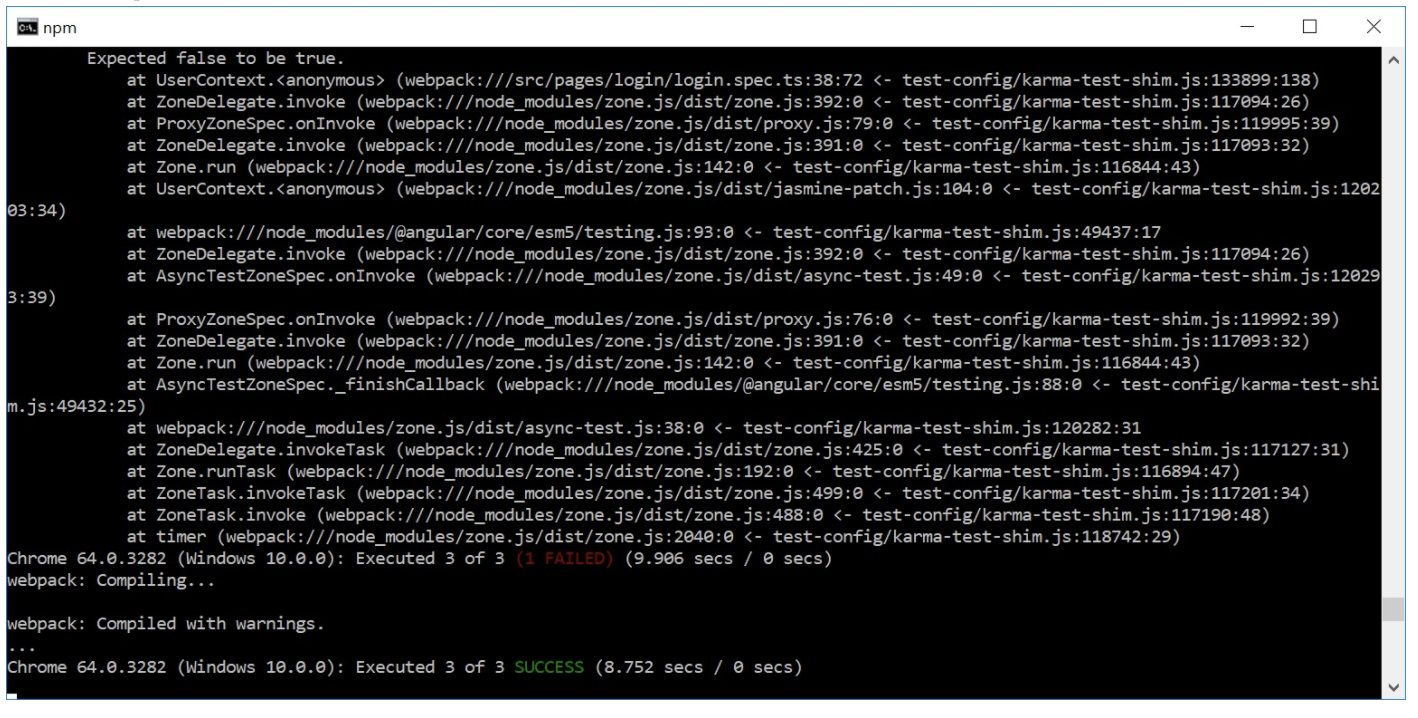 npm
Expected false to be true.
at UserContext.<anonymous> (webpack:///src/pages/login/login.spec.ts:38:72 <- test-config/karma-test-shim.js:133899:138)
at ZoneDelegate.invoke (webpack:///node_modules/zone.js/dist/zone.js:392:0 <- test-config/karma-test-shim.js:117094:26)
at ProxyZoneSpec.onInvoke (webpack:///node_modules/zone.js/dist/proxy.js:79:0 <- test-config/karma-test-shim.js:119995:39)
at ZoneDelegate.invoke (webpack:///node_modules/zone.js/dist/zone.js:391:0 <- test-config/karma-test-shim.js:117093:32)
at Zone.run (webpack:///node_modules/zone.js/dist/zone.js:142:0 <- test-config/karma-test-shim.js:116844:43)
at UserContext.<anonymous> (webpack:///node_modules/zone.js/dist/jasmine-patch.js:104:0 <- test-config/karma-test-shim.js:1202
03:34)
at webpack:///node_modules/@angular/core/esm5/testing.js:93:0 <- test-config/karma-test-shim.js:49437:17
at ZoneDelegate.invoke (webpack:///node_modules/zone.js/dist/zone.js:392:0 <- test-config/karma-test-shim.js:117094:26)
at AsyncTestZoneSpec.onInvoke (webpack:///node_modules/zone.js/dist/async-test.js:49:0 <- test-config/karma-test-shim.js:12029
3:39)
at ProxyZoneSpec.onInvoke (webpack:///node_modules/zone.js/dist/proxy.js:76:0 <- test-config/karma-test-shim.js:119992:39)
at ZoneDelegate.invoke (webpack:///node_modules/zone.js/dist/zone.js:391:0 <- test-config/karma-test-shim.js:117093:32)
at Zone.run (webpack:///node_modules/zone.js/dist/zone.js:142:0 <- test-config/karma-test-shim.js:116844:43)
at AsyncTestZoneSpec._finishCallback (webpack:///node_modules/@angular/core/esm5/testing.js:88:0 <- test-config/karma-test-shi
m.js:49432:25)
at webpack:///node_modules/zone.js/dist/async-test.js:38:0 <- test-config/karma-test-shim.js:120282:31
at ZoneDelegate.invokeTask (webpack:///node_modules/zone.js/dist/zone.js:425:0 <- test-config/karma-test-shim.js:117127:31)
at Zone.runTask (webpack:///node_modules/zone.js/dist/zone.js:192:0 <- test-config/karma-test-shim.js:116894:47)
at ZoneTask.invokeTask (webpack:///node_modules/zone.js/dist/zone.js:499:0 <- test-config/karma-test-shim.js:117201:34)
at ZoneTask.invoke (webpack:///node_modules/zone.js/dist/zone.js:488:0 <- test-config/karma-test-shim.js:117190:48)
at timer (webpack:///node_modules/zone.js/dist/zone.js:2040:0 <- test-config/karma-test-shim.js:118742:29)
Chrome 64.0.3282 (Windows 10.0.0): Executed 3 of 3 (1 FAILED) (9.906 secs / 0 secs)
webpack: Compiling...
webpack: Compiled with warnings.
...
Chrome 64.0.3282 (Windows 10.0.0): Executed 3 of 3 SUCCESS (8.752 secs / 0 secs)